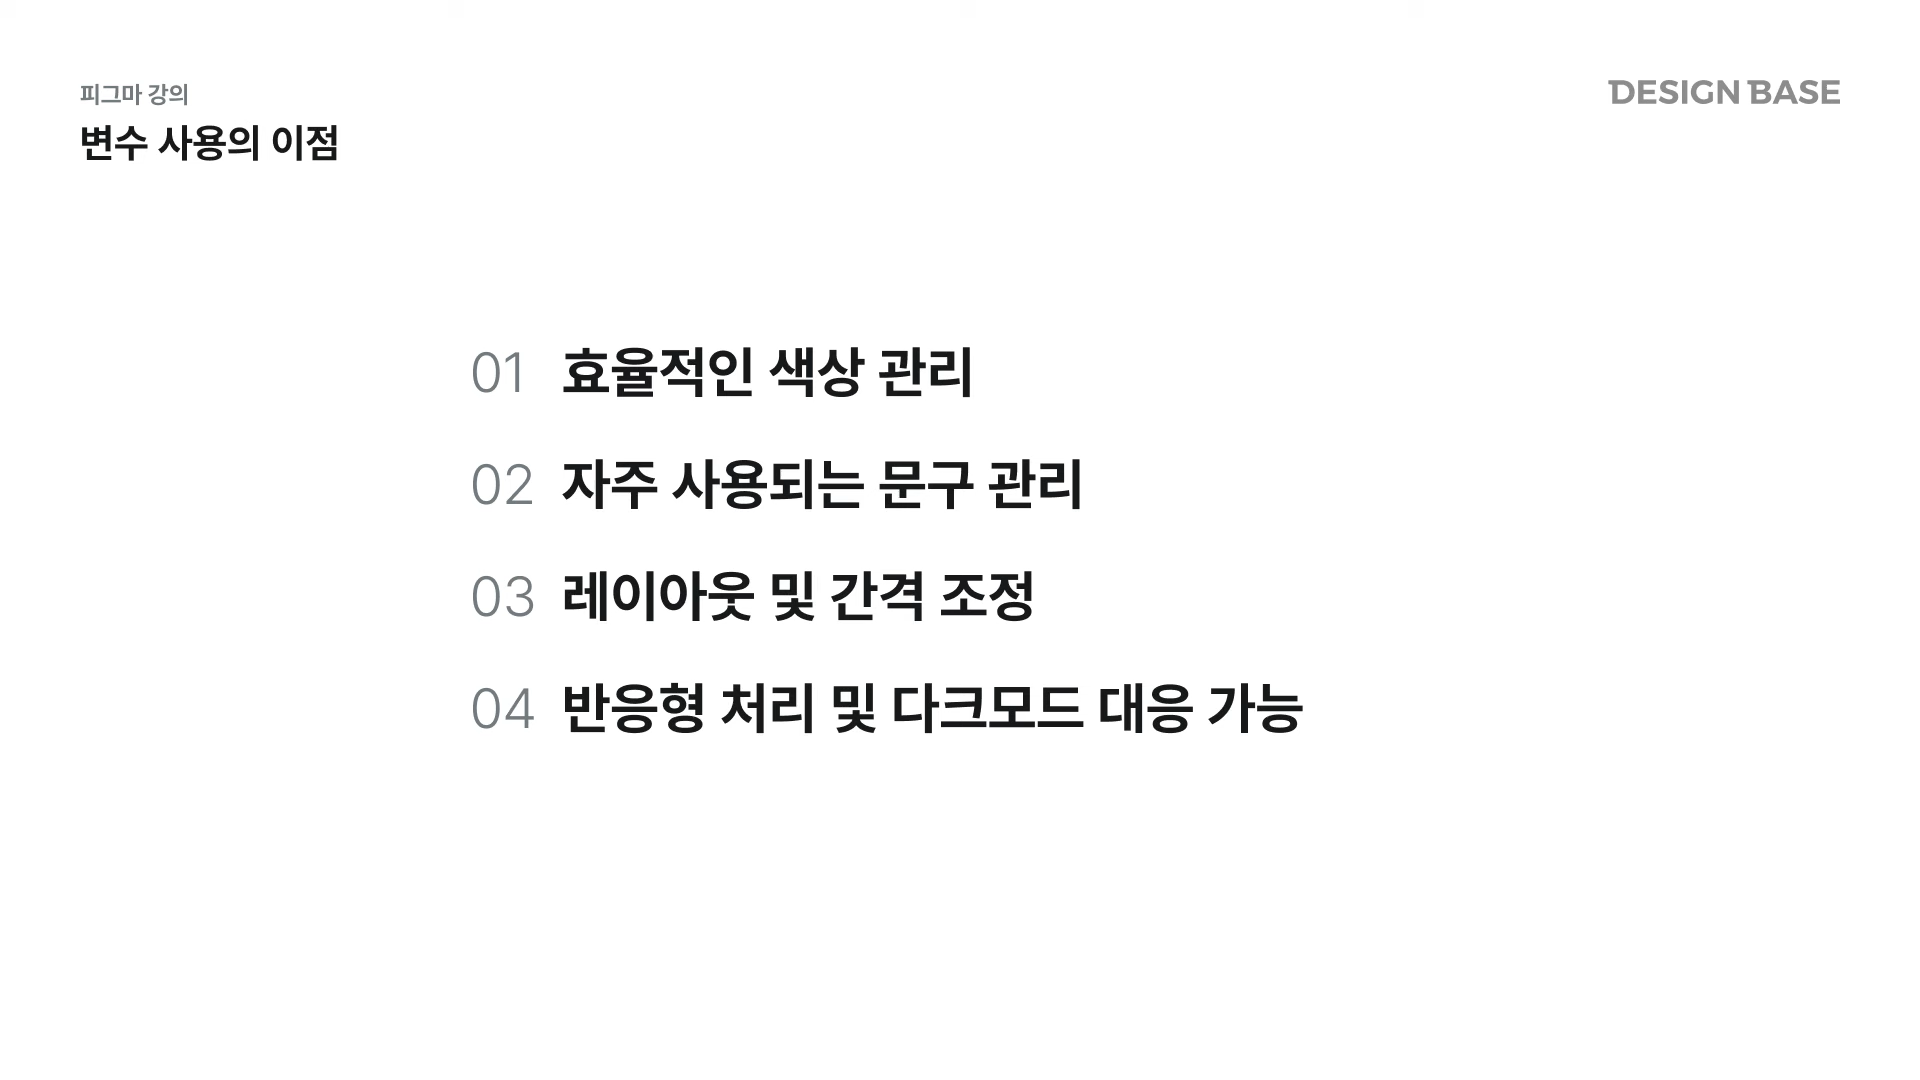 피그마 강의
변수 사용의 이점
DESIGN BASE
01 효율적인 색상 관리
02 자주 사용되는 문구 관리
03 레이아웃 및 간격 조정
04 반응형 처리 및 다크모드 대응 가능